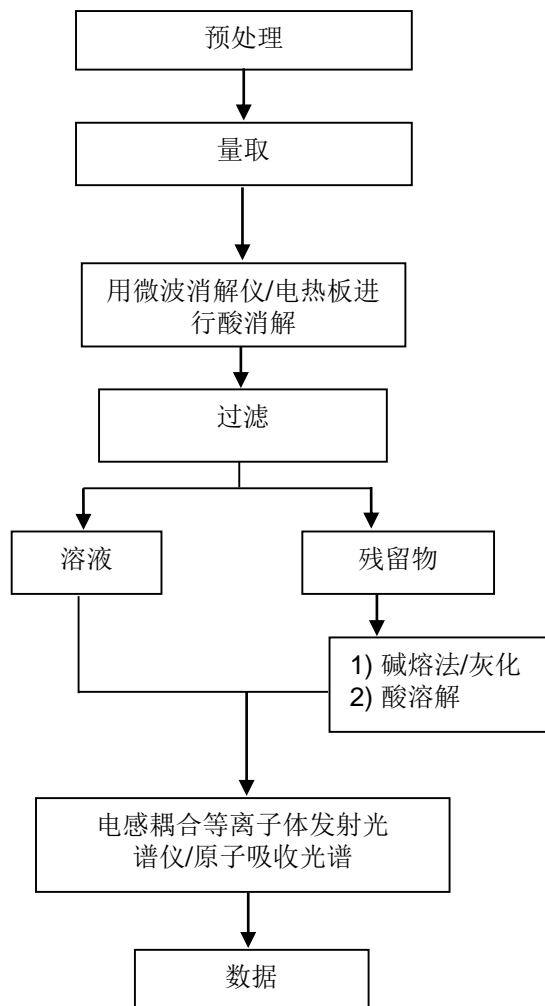 预处理
量取
用微波消解仪/电热板进
行酸消解
过滤
溶液
残留物
1) 碱熔法/灰化
2) 酸溶解
电感耦合等离子体发射光
谱仪/原子吸收光谱
数据